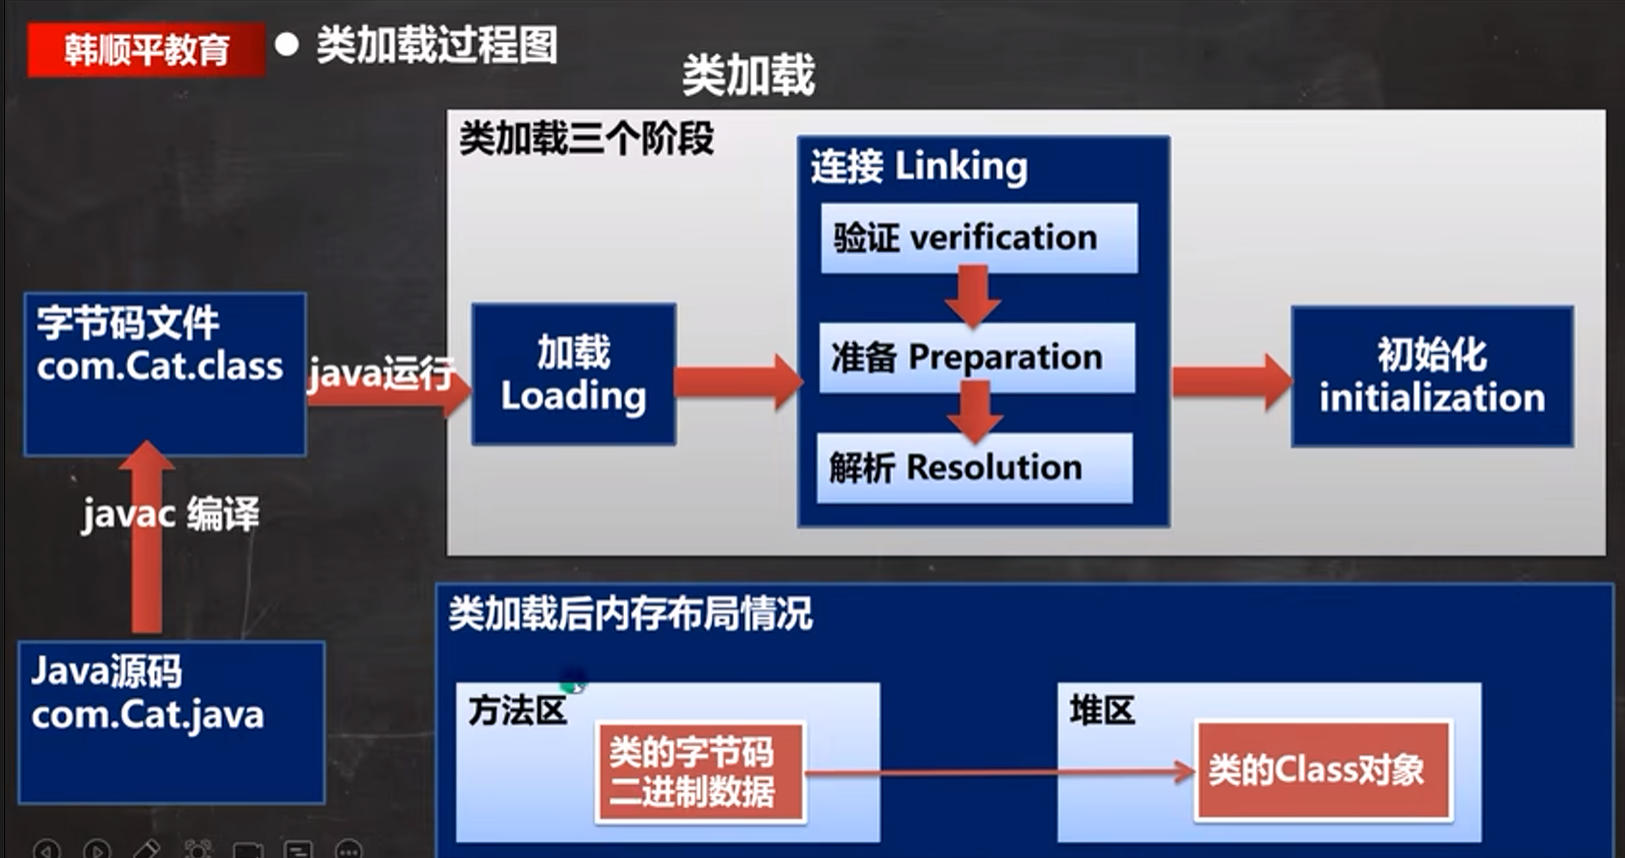 韩顺平教育
● 类加载过程图
类加载
类加载三个阶段
连接 Linking
验证 verification
准备 Preparation
解析 Resolution
字节码文件
com.Cat.class
java运行
加载
Loading
初始化
initialization
javac 编译
Java源码
com.Cat.java
类加载后内存布局情况
方法区
类的字节码
二进制数据
堆区
类的Class对象